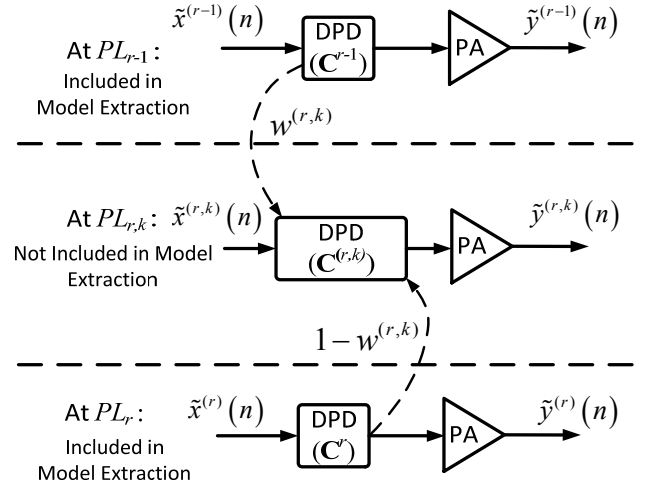 x̃^(r−1)(n)
ỹ^(r−1)(n)
At PL_{r-1}:
DPD
(C^{r-1})
PA
Included in
Model Extraction
w^(r,k)
At PL_{r,k}:
x̃^(r,k)(n)
ỹ^(r,k)(n)
DPD
(C^(r,k))
PA
Not Included in Model
Extraction
1−w^(r,k)
At PL_r:
x̃^(r)(n)
ỹ^(r)(n)
DPD
(C^r)
PA
Included in
Model Extraction